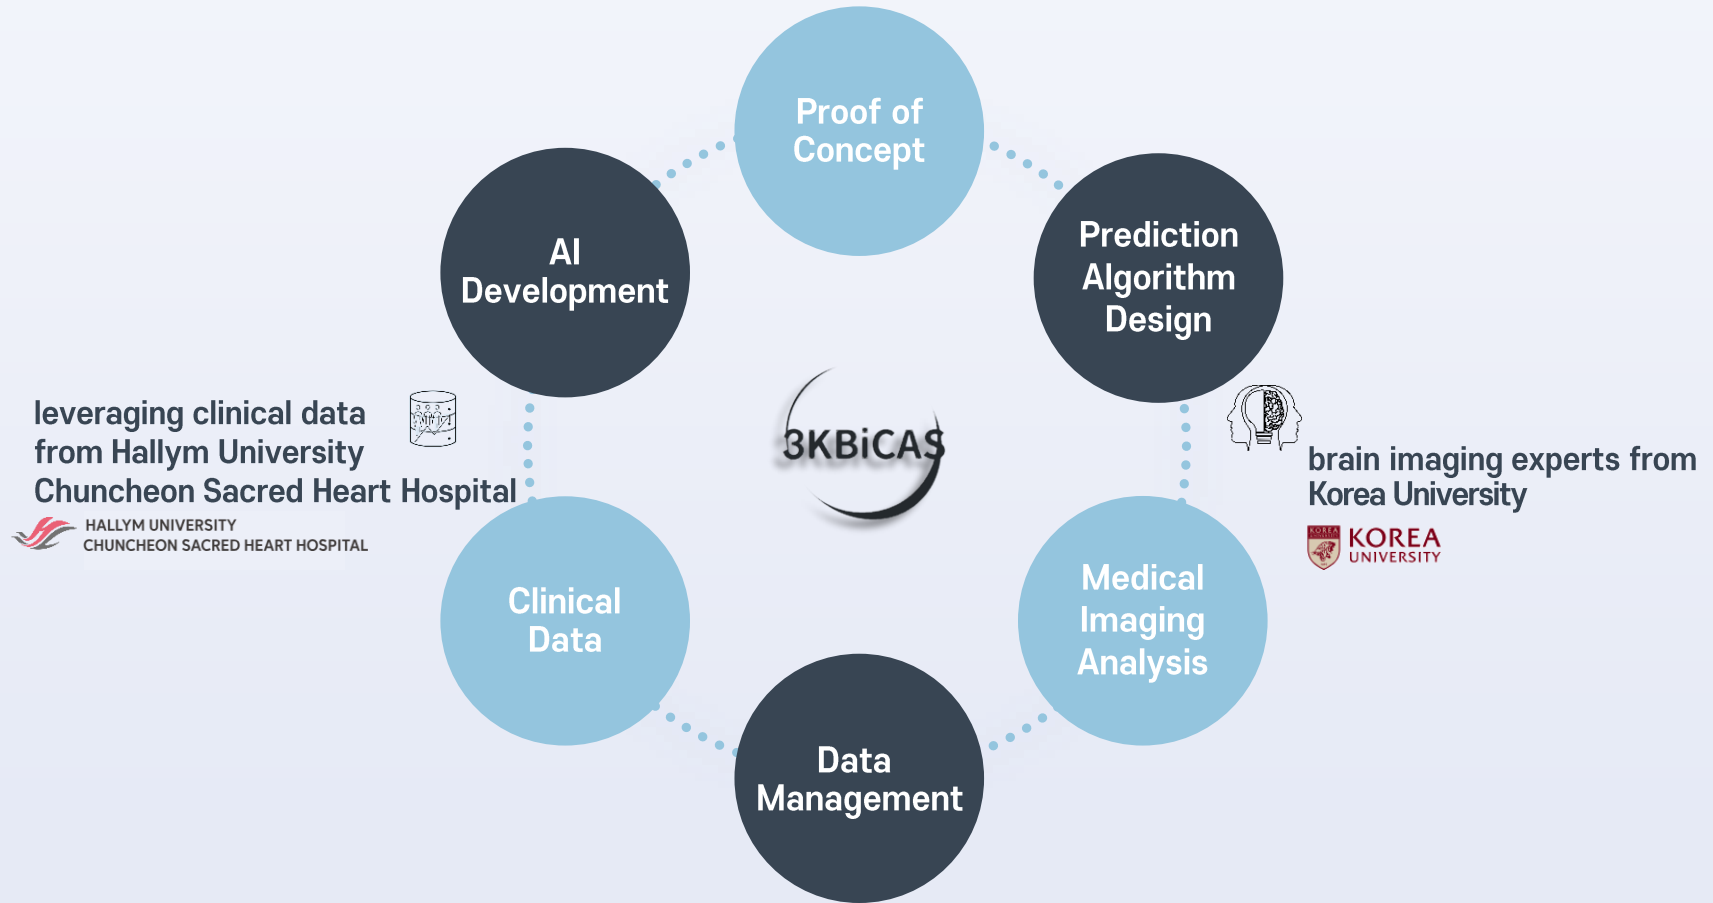 Proof of
Concept
AI
Development
Prediction
Algorithm
Design
leveraging clinical data
from Hallym University
Chuncheon Sacred Heart Hospital
HALLYM UNIVERSITY
CHUNCHEON SACRED HEART HOSPITAL
3KBiCAS
brain imaging experts from
Korea University
KOREA
UNIVERSITY
Clinical
Data
Medical
Imaging
Analysis
Data
Management